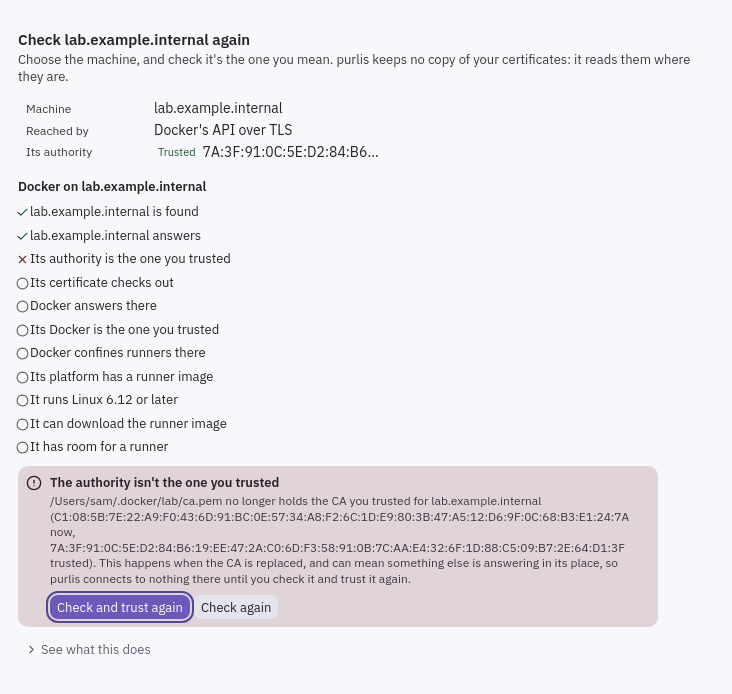 Check lab.example.internal again
Choose the machine, and check it's the one you mean. purlis keeps no copy of your certificates: it reads them where
they are.
Machine lab.example.internal
Reached by Docker's API over TLS
Its authority Trusted 7A:3F:91:0C:5E:D2:84:B6...
Docker on lab.example.internal
lab.example.internal is found
lab.example.internal answers
Its authority is the one you trusted
Its certificate checks out
Docker answers there
Its Docker is the one you trusted
Docker confines runners there
Its platform has a runner image
It runs Linux 6.12 or later
It can download the runner image
It has room for a runner
The authority isn't the one you trusted
/Users/sam/.docker/lab/ca.pem no longer holds the CA you trusted for lab.example.internal
(C1:08:5B:7E:22:A9:F0:43:6D:91:BC:0E:57:34:A8:F2:6C:1D:E9:80:3B:47:A5:12:D6:9F:0C:68:B3:E1:24:7A
now,
7A:3F:91:0C:5E:D2:84:B6:19:EE:47:2A:C0:6D:F3:58:91:0B:7C:AA:E4:32:6F:1D:88:C5:09:B7:2E:64:D1:3F
trusted). This happens when the CA is replaced, and can mean something else is answering in its place, so
purlis connects to nothing there until you check it and trust it again.
Check and trust again Check again
See what this does